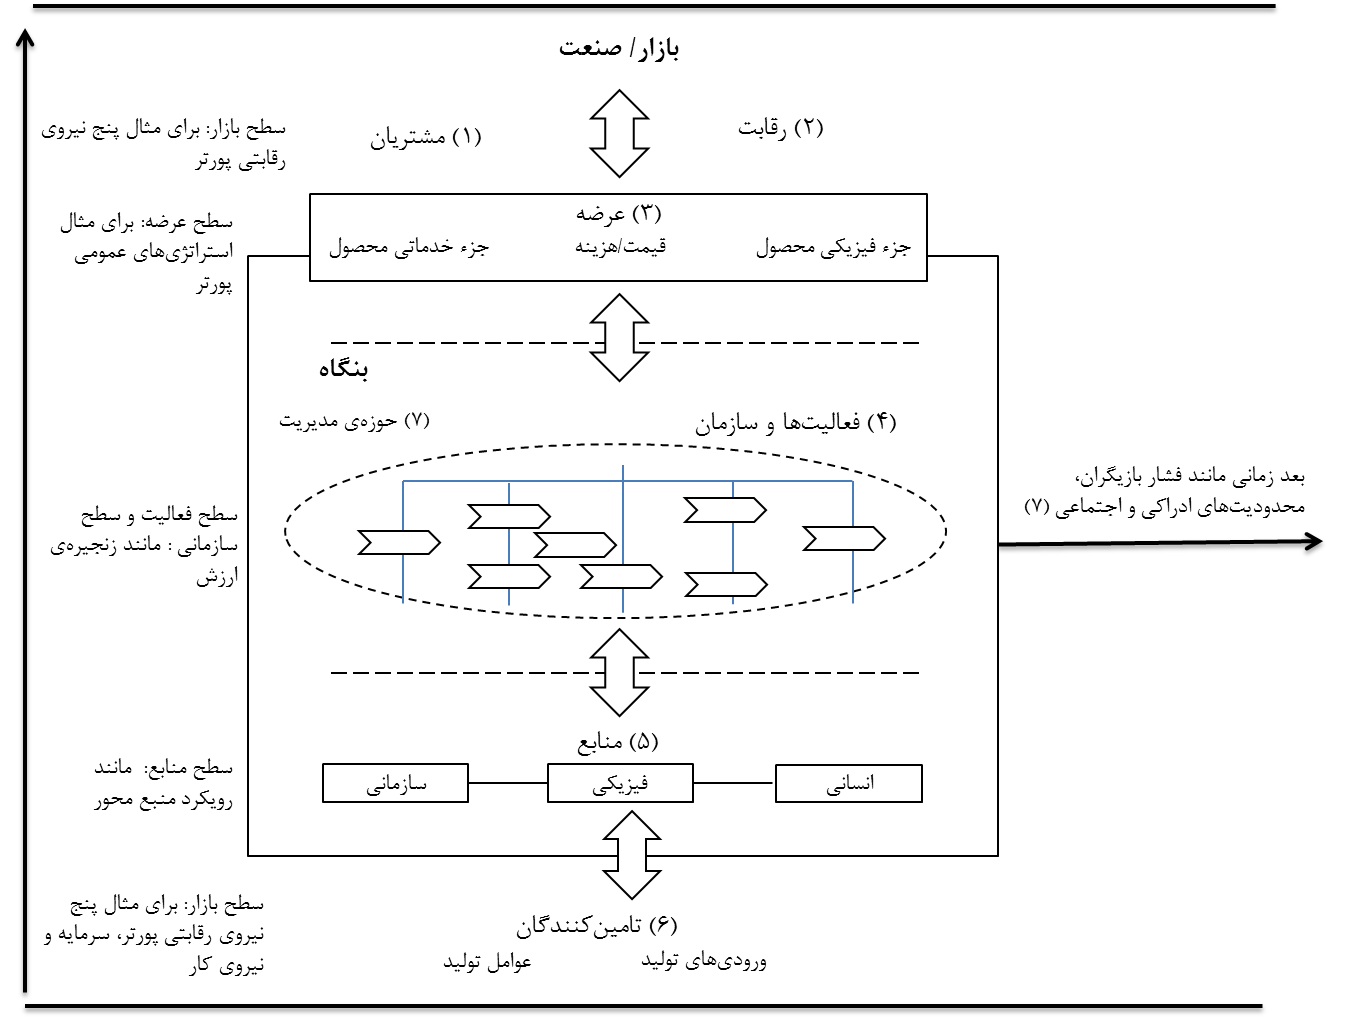 بازار/ صنعت
(۲) رقابت
(۱) مشتریان
سطح بازار: برای مثال پنج نیروی
رقابتی پورتر
(۳) عرضه
جزء فیزیکی محصول
قیمت/هزینه
جزء خدماتی محصول
سطح عرضه: برای مثال
استراتژی‌های عمومی
پورتر
بنگاه
(۴) فعالیت‌ها و سازمان
(۷) حوزه‌ی مدیریت
بعد زمانی مانند فشار بازیگران،
محدودیت‌های ادراکی و اجتماعی (۷)
سطح فعالیت و سطح
سازمانی : مانند زنجیره‌ی
ارزش
(۵) منابع
انسانی
فیزیکی
سازمانی
سطح منابع: مانند
رویکرد منبع محور
(۶) تامین‌کنندگان
ورودی‌های تولید
عوامل تولید
سطح بازار: برای مثال پنج
نیروی رقابتی پورتر، سرمایه و
نیروی کار